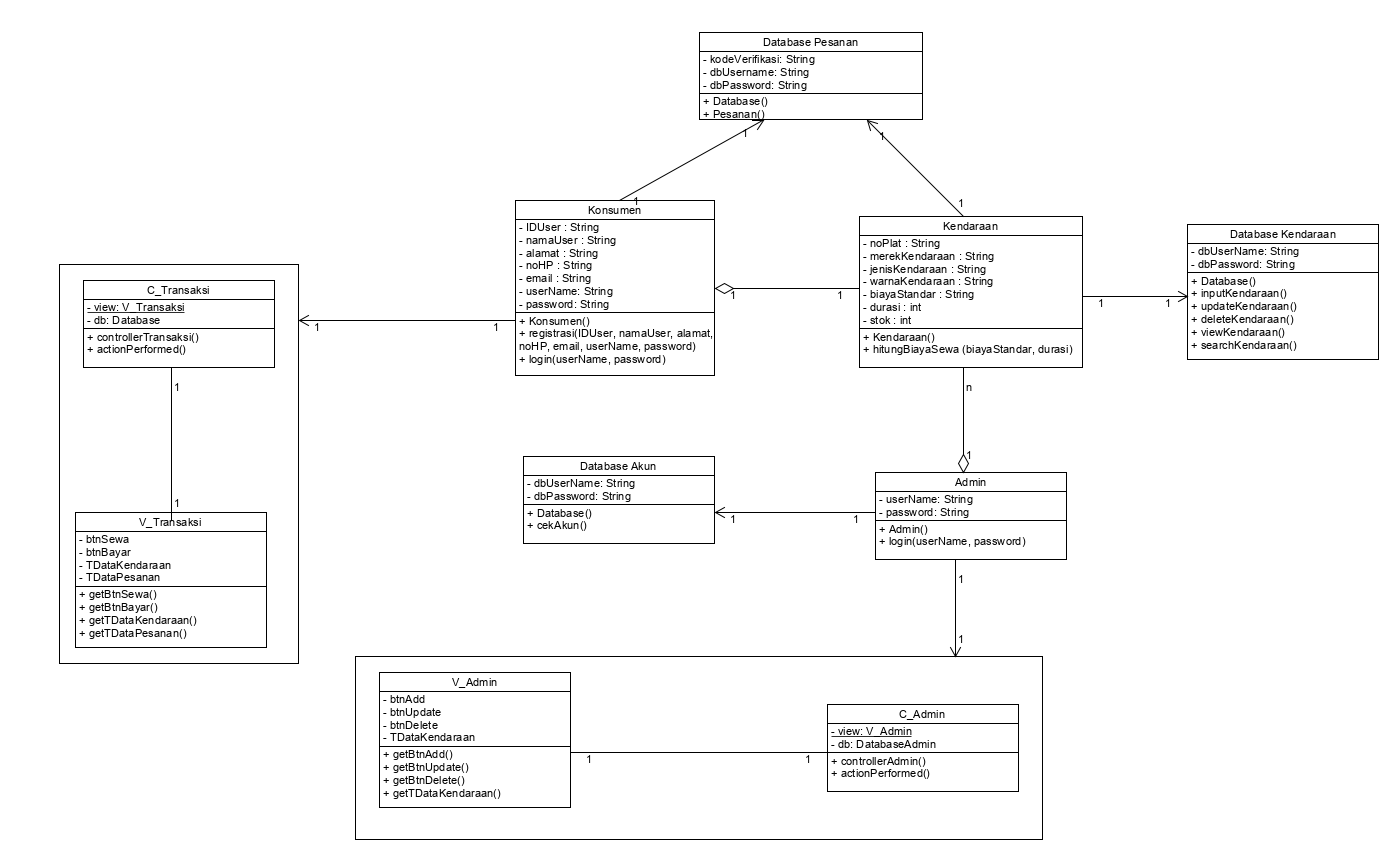 Database Pesanan
- kodeVerifikasi: String
- dbUsername: String
- dbPassword: String
+ Database()
+ Pesanan()
1
1
1
1
Konsumen
- IDUser : String
- namaUser : String
- alamat : String
- noHP : String
- email : String
- userName: String
- password: String
+ Konsumen()
+ registrasi(IDUser, namaUser, alamat,
noHP, email, userName, password)
+ login(userName, password)
1
1
Kendaraan
- noPlat : String
- merekKendaraan : String
- jenisKendaraan : String
- warnaKendaraan : String
- biayaStandar : String
- durasi : int
- stok : int
+ Kendaraan()
+ hitungBiayaSewa (biayaStandar, durasi)
1
1
Database Kendaraan
- dbUserName: String
- dbPassword: String
+ Database()
+ inputKendaraan()
+ updateKendaraan()
+ deleteKendaraan()
+ viewKendaraan()
+ searchKendaraan()
C_Transaksi
- view: V_Transaksi
- db: Database
+ controllerTransaksi()
+ actionPerformed()
1
1
1
1
V_Transaksi
- btnSewa
- btnBayar
- TDataKendaraan
- TDataPesanan
+ getBtnSewa()
+ getBtnBayar()
+ getTDataKendaraan()
+ getTDataPesanan()
n
1
Database Akun
- dbUserName: String
- dbPassword: String
+ Database()
+ cekAkun()
1
1
Admin
- userName: String
- password: String
+ Admin()
+ login(userName, password)
1
1
V_Admin
- btnAdd
- btnUpdate
- btnDelete
- TDataKendaraan
+ getBtnAdd()
+ getBtnUpdate()
+ getBtnDelete()
+ getTDataKendaraan()
1
1
C_Admin
- view: V_Admin
- db: DatabaseAdmin
+ controllerAdmin()
+ actionPerformed()